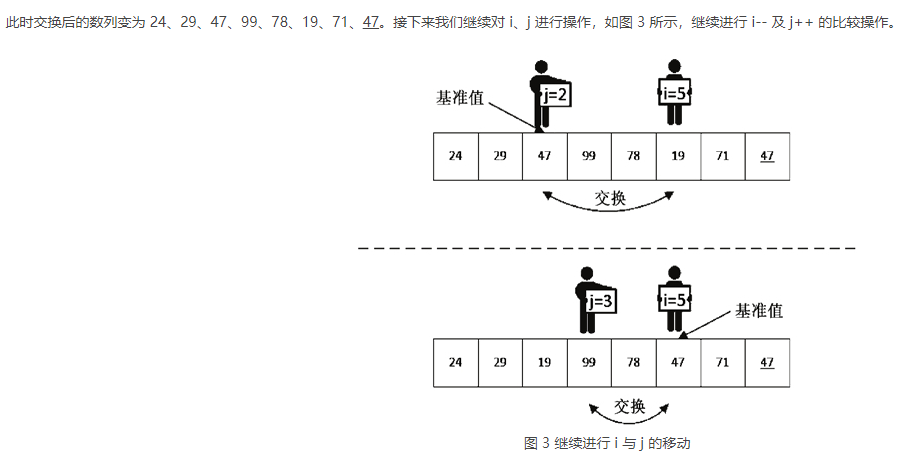 此时交换后的数列变为 24、29、47、99、78、19、71、47。接下来我们继续对 i、j 进行操作，如图 3 所示，继续进行 i-- 及 j++ 的比较操作。
基准值
j=2
i=5
24 29 47 99 78 19 71 47
交换
j=3
i=5
基准值
24 29 19 99 78 47 71 47
交换
图 3 继续进行 i 与 j 的移动